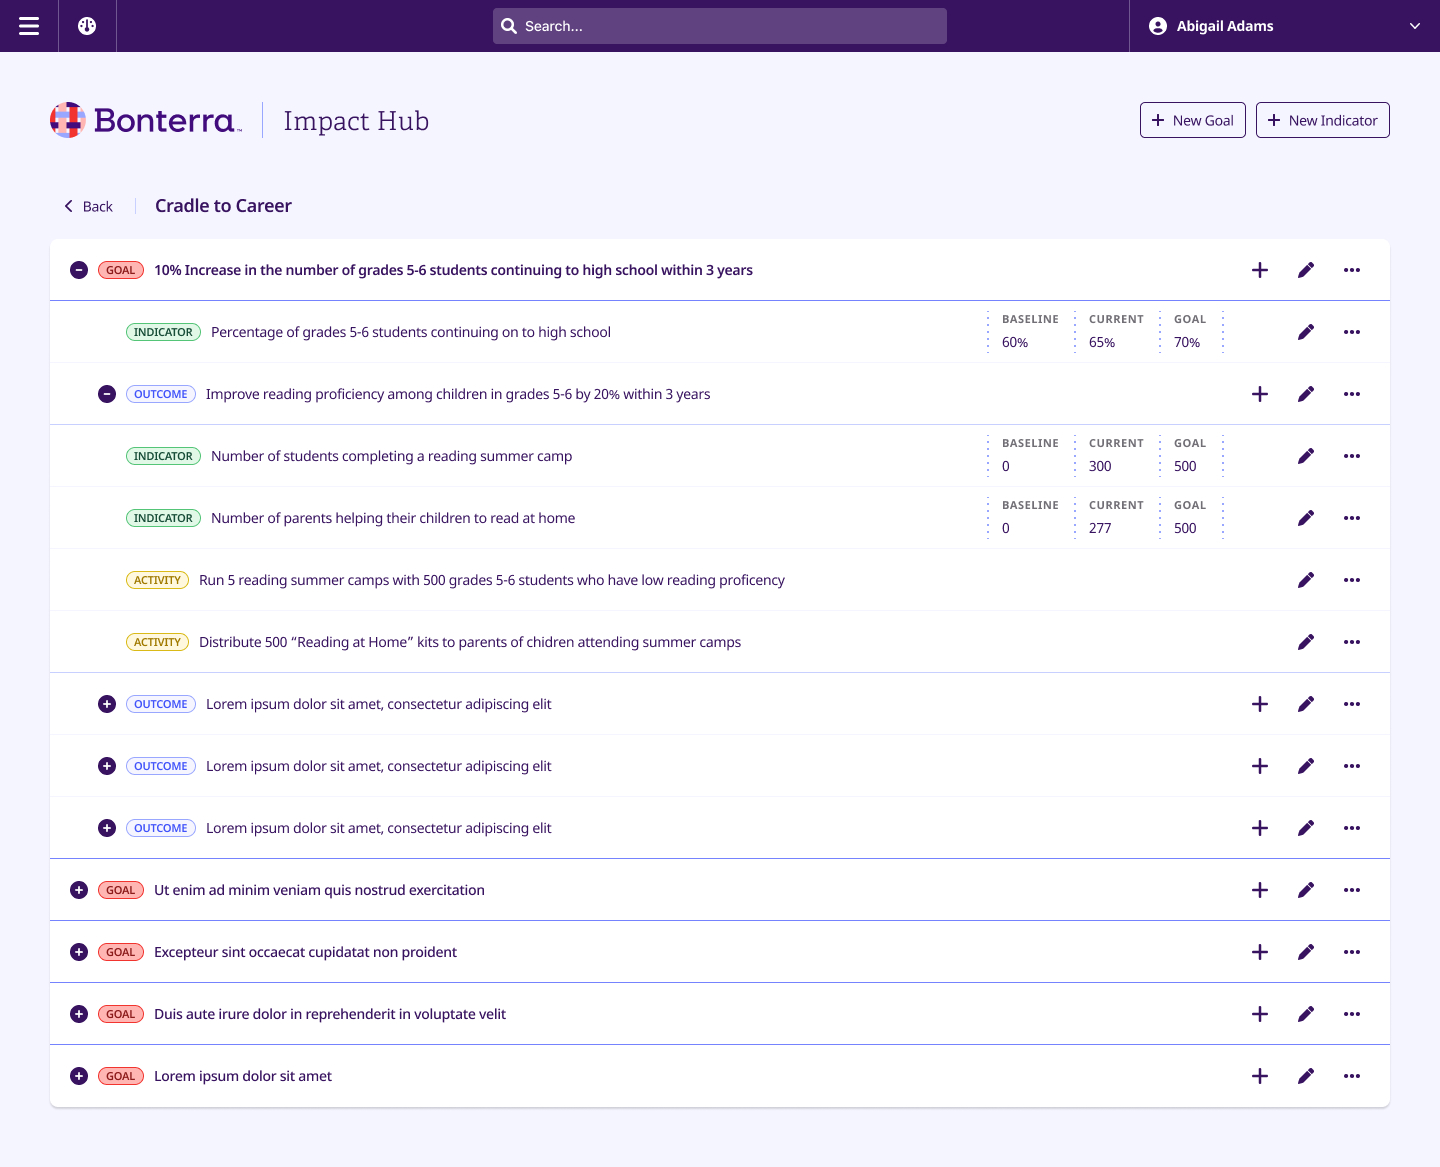 Search...
Abigail Adams
Bonterra™
Impact Hub
New Goal
New Indicator
Back
Cradle to Career
GOAL 10% Increase in the number of grades 5-6 students continuing to high school within 3 years
INDICATOR Percentage of grades 5-6 students continuing on to high school
BASELINE CURRENT GOAL
60% 65% 70%
OUTCOME Improve reading proficiency among children in grades 5-6 by 20% within 3 years
INDICATOR Number of students completing a reading summer camp
BASELINE CURRENT GOAL
0 300 500
INDICATOR Number of parents helping their children to read at home
BASELINE CURRENT GOAL
0 277 500
ACTIVITY Run 5 reading summer camps with 500 grades 5-6 students who have low reading proficency
ACTIVITY Distribute 500 “Reading at Home” kits to parents of chidren attending summer camps
OUTCOME Lorem ipsum dolor sit amet, consectetur adipiscing elit
OUTCOME Lorem ipsum dolor sit amet, consectetur adipiscing elit
OUTCOME Lorem ipsum dolor sit amet, consectetur adipiscing elit
GOAL Ut enim ad minim veniam quis nostrud exercitation
GOAL Excepteur sint occaecat cupidatat non proident
GOAL Duis aute irure dolor in reprehenderit in voluptate velit
GOAL Lorem ipsum dolor sit amet